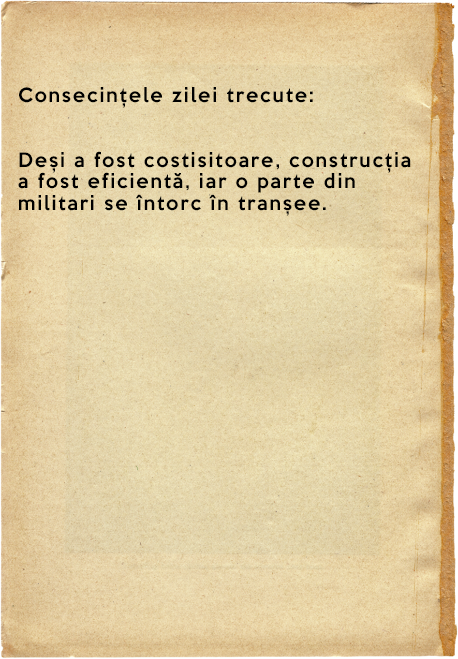 Consecințele zilei trecute:
Deși a fost costisitoare, construcția
a fost eficientă, iar o parte din
militari se întorc în tranșee.